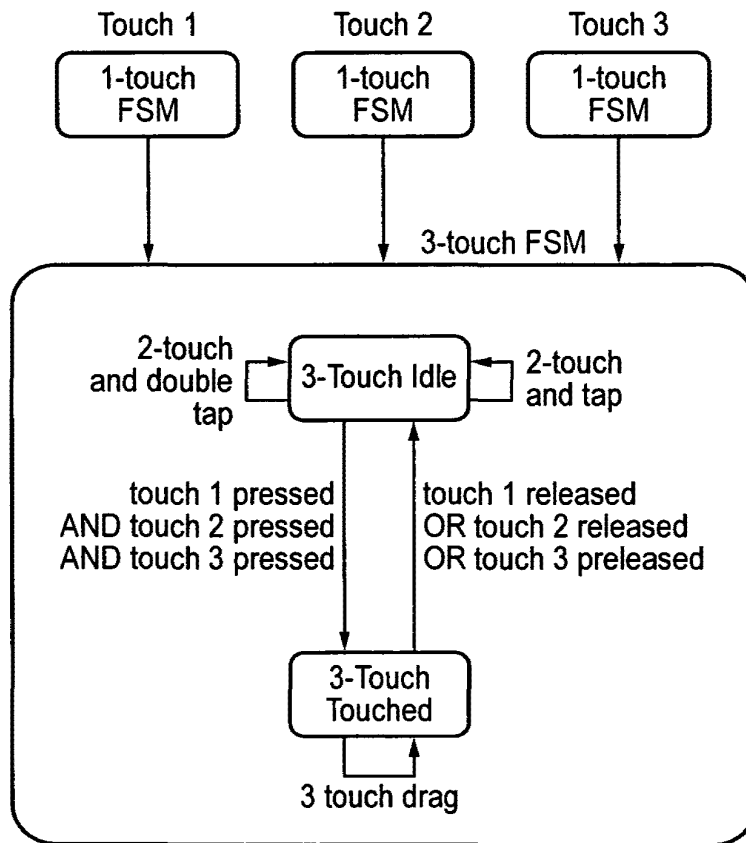 Touch 1
Touch 2
Touch 3
1-touch
FSM
1-touch
FSM
1-touch
FSM
3-touch FSM
2-touch
and double
tap
3-Touch Idle
2-touch
and tap
touch 1 pressed
AND touch 2 pressed
AND touch 3 pressed
touch 1 released
OR touch 2 released
OR touch 3 preleased
3-Touch
Touched
3 touch drag